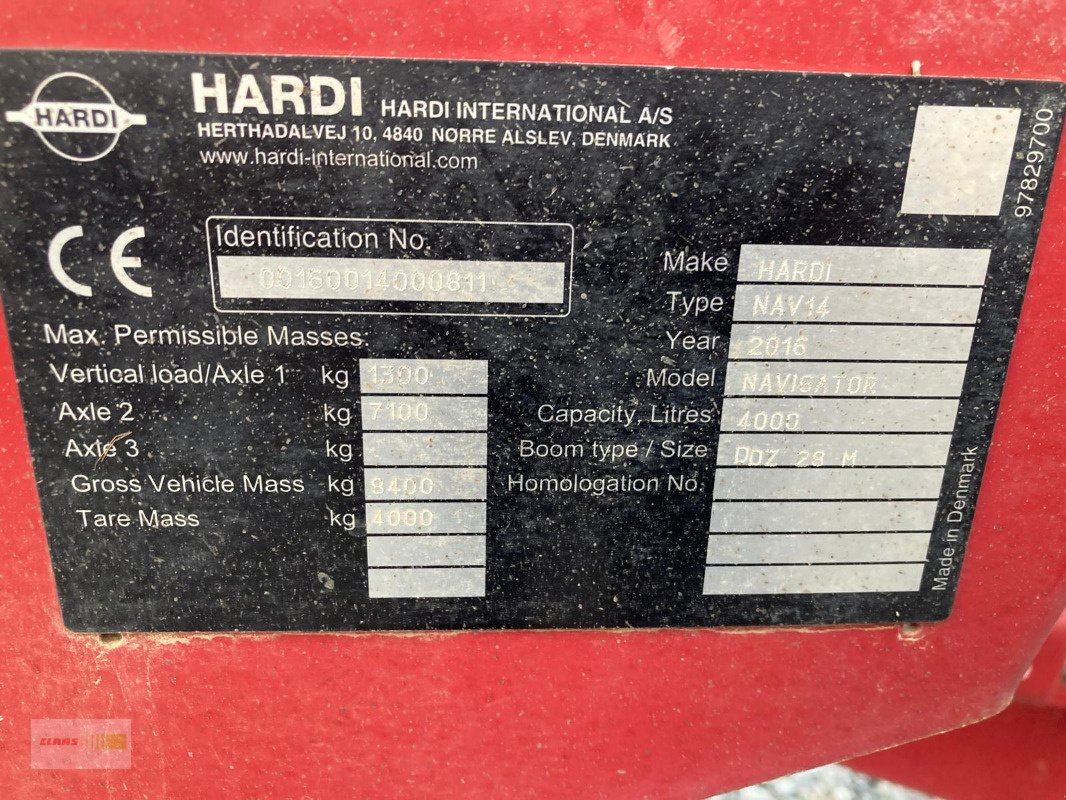 HARDI
HARDI HARDI INTERNATIONAL A/S
HERTHADALVEJ 10, 4840 NØRRE ALSLEV, DENMARK
www.hardi-international.com
97829700
CE
Identification No.
00160014000811
Max. Permissible Masses:
Vertical load/Axle 1 kg 1300
Axle 2 kg 7100
Axle 3 kg
Gross Vehicle Mass kg 8400
Tare Mass kg 4000
Make HARDI
Type NAV14
Year 2016
Model NAVIGATOR
Capacity, Litres 4000
Boom type / Size DDZ 28 M
Homologation No.
Made in Denmark
CLAAS